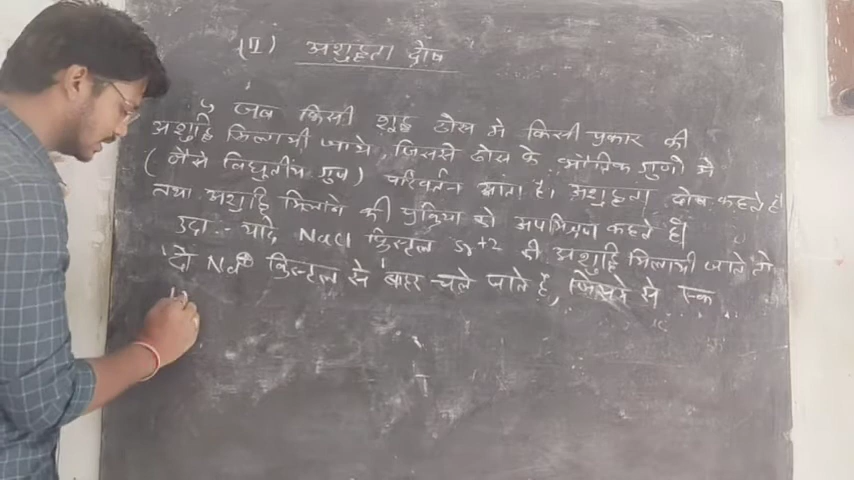 (II) अशुद्धता दोष
↳ जब किसी शुद्ध ठोस मे किसी प्रकार की
अशुद्धि मिलायी जाये, जिससे ठोस के भौतिक गुणो मे
(जैसे विधुतीय गुण) परिवर्तन आता है। अशुद्धता दोष कहते है
तथा अशुद्धि मिलाने की प्रक्रिया को अपमिश्रण कहते है।
उदा.- यदि NaCl क्रिस्टल Sr+2 की अशुद्धि मिलायी जाये तो
दो Na⊕ क्रिस्टल से बाहर चले जाते है, जिसमे से एक